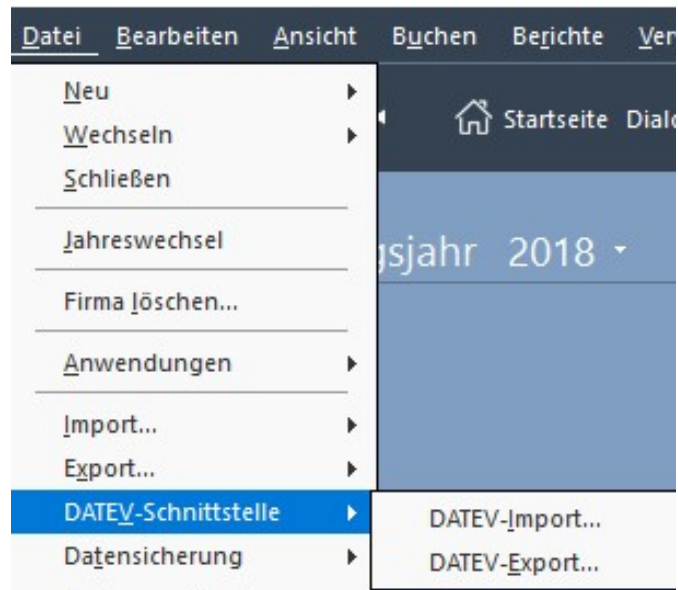 Datei Bearbeiten Ansicht Buchen Berichte
Neu
Wechseln
Startseite
Schließen
Jahreswechsel
2018
Firma löschen...
Anwendungen
Import...
Export...
DATEV-Schnittstelle
DATEV-Import...
Datensicherung
DATEV-Export...